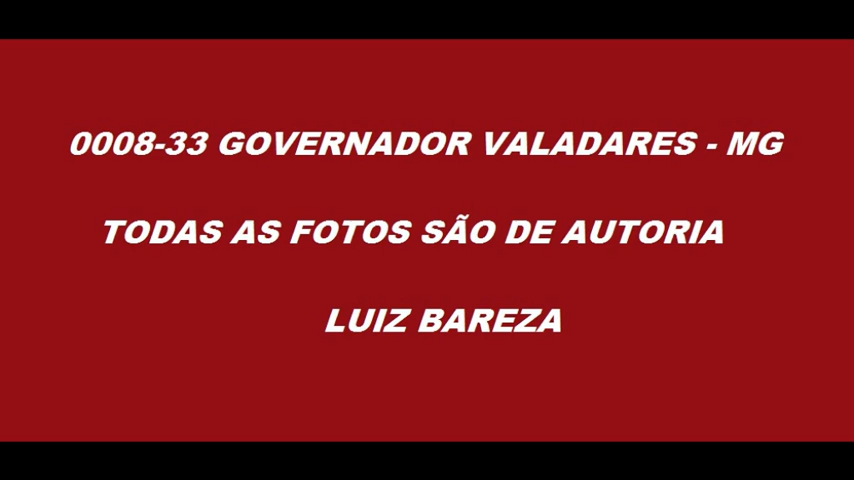 0008-33 GOVERNADOR VALADARES - MG
TODAS AS FOTOS SÃO DE AUTORIA
LUIZ BAREZA